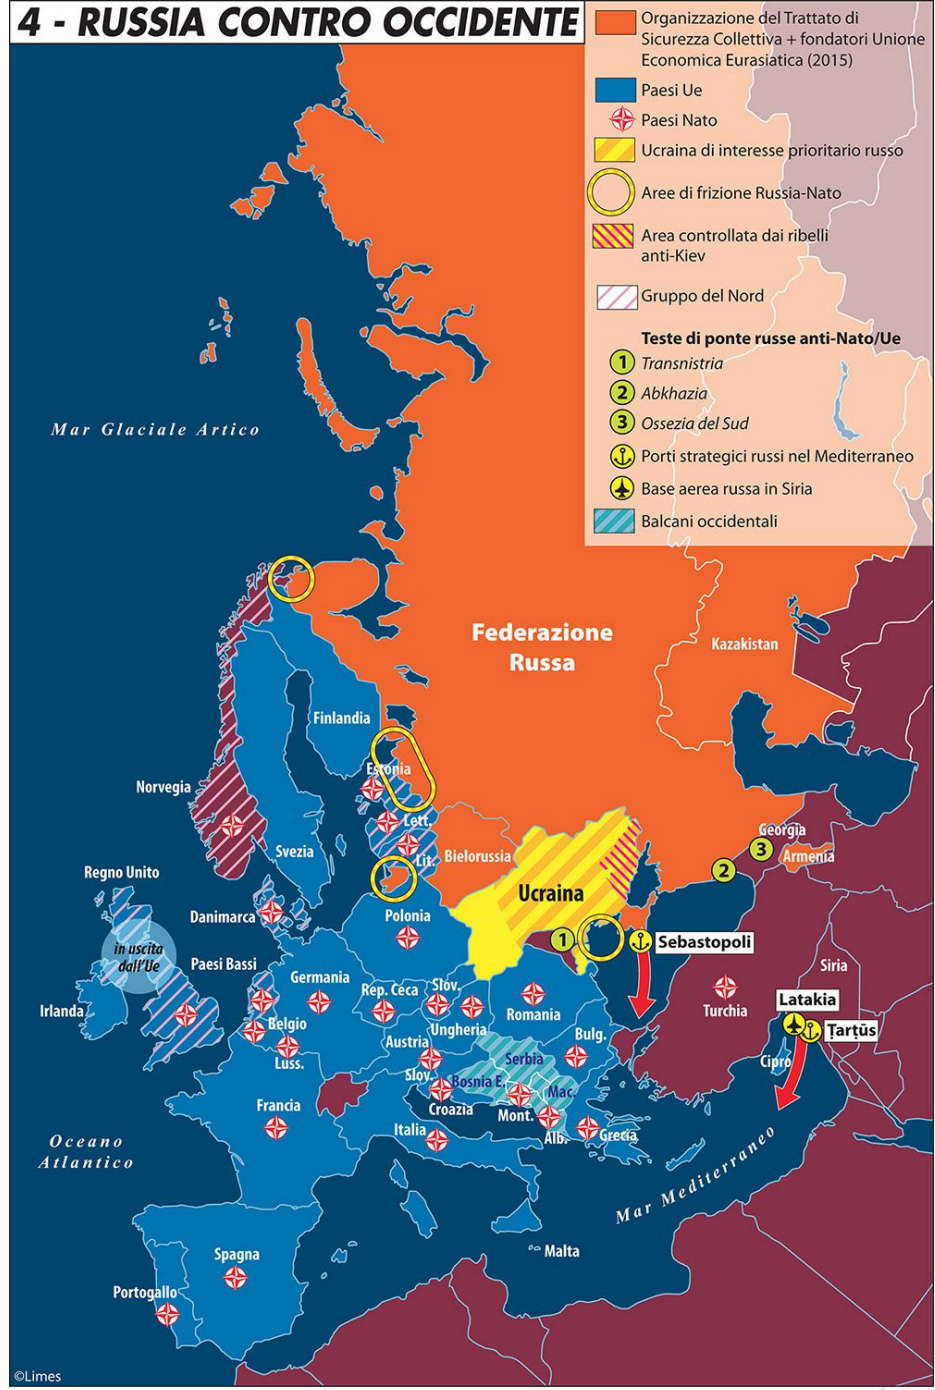 4 - RUSSIA CONTRO OCCIDENTE
Organizzazione del Trattato di
Sicurezza Collettiva + fondatori Unione
Economica Eurasiatica (2015)
Paesi Ue
Paesi Nato
Ucraina di interesse prioritario russo
Aree di frizione Russia-Nato
Area controllata dai ribelli
anti-Kiev
Gruppo del Nord
Teste di ponte russe anti-Nato/Ue
1 Transnistria
2 Abkhazia
3 Ossezia del Sud
Porti strategici russi nel Mediterraneo
Base aerea russa in Siria
Balcani occidentali
Mar Glaciale Artico
Federazione
Russa
Kazakistan
Finlandia
Norvegia
Svezia
Estonia
Lett.
Lit.
Bielorussia
Georgia
3
2
Armenia
Regno Unito
in uscita
dall'Ue
Danimarca
Polonia
Ucraina
1
Sebastopoli
Paesi Bassi
Irlanda
Germania
Rep. Ceca
Slov.
Belgio
Luss.
Austria
Ungheria
Romania
Bulg.
Turchia
Siria
Latakia
Ţarţūs
Cipro
Serbia
Slov.
Bosnia E.
Mac.
Croazia
Mont.
Alb.
Grecia
Francia
Italia
Oceano
Atlantico
Mar Mediterraneo
Malta
Spagna
Portogallo
©Limes